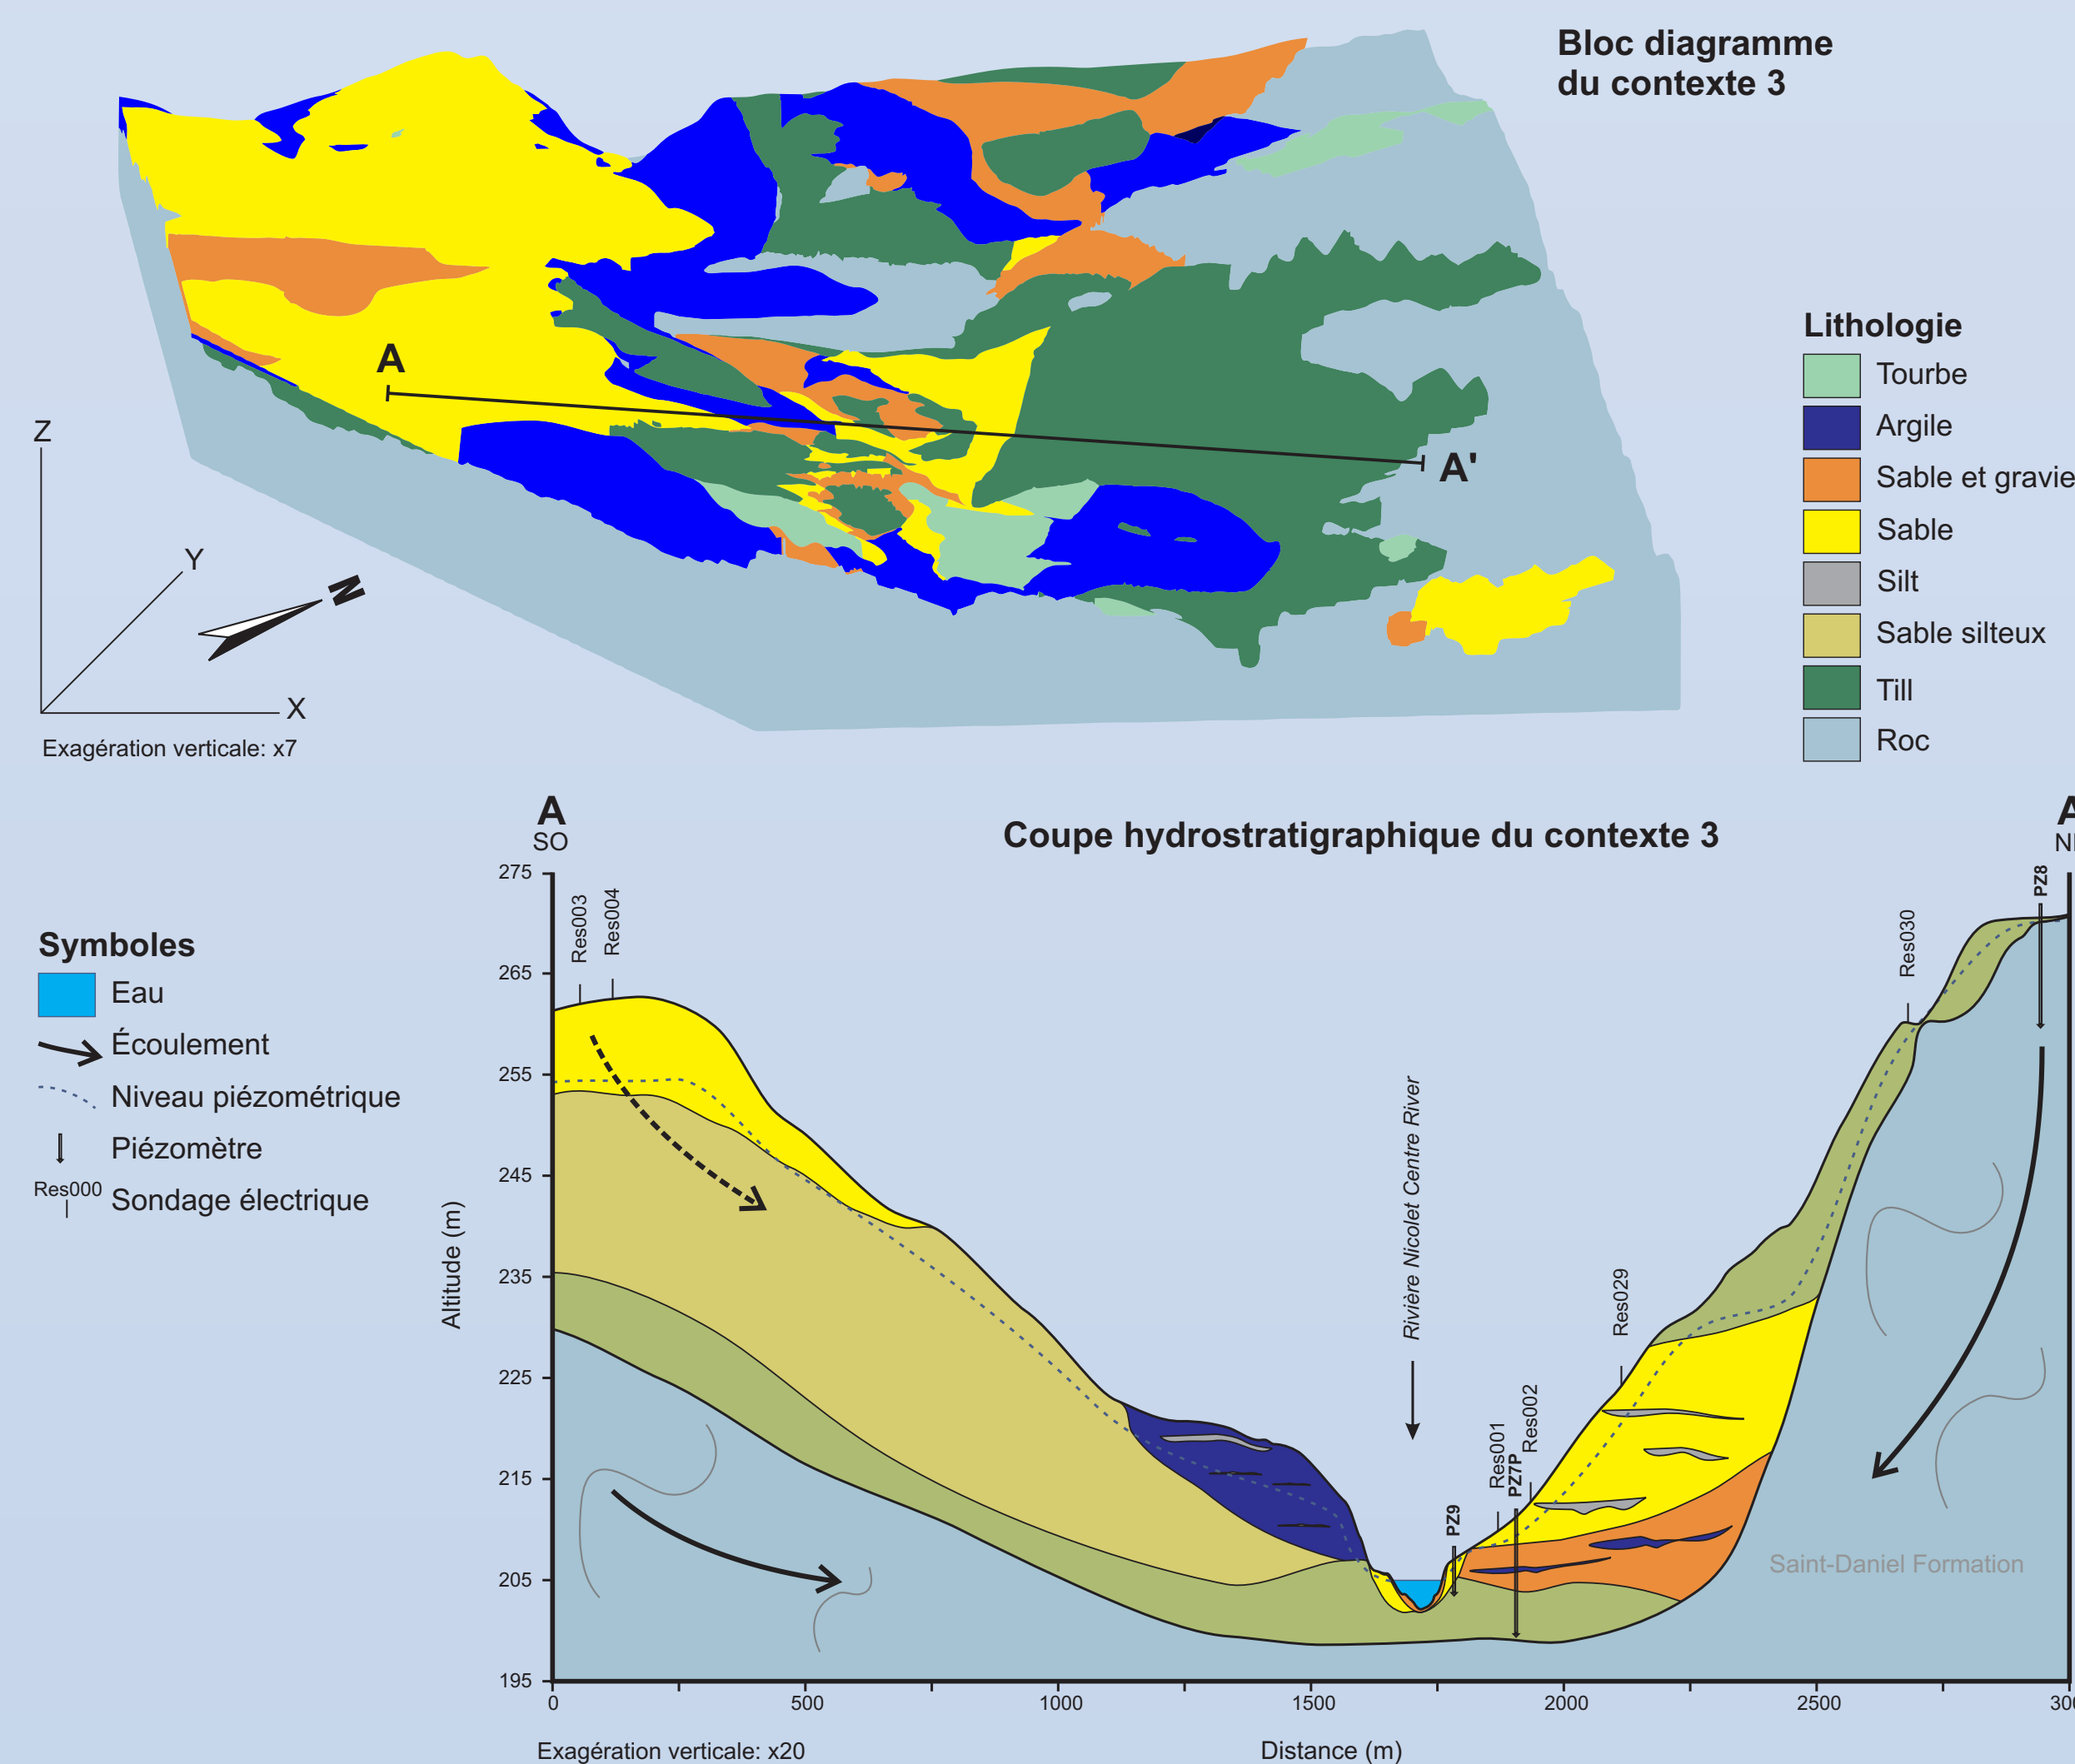 Bloc diagramme
du contexte 3
A
A'
Z
Y
X
N
Exagération verticale: x7
Lithologie
Tourbe
Argile
Sable et gravie
Sable
Silt
Sable silteux
Till
Roc
Symboles
Eau
Écoulement
Niveau piézométrique
Piézomètre
Res000
Sondage électrique
Coupe hydrostratigraphique du contexte 3
A
SO
A
Altitude (m)
275
265
255
245
235
225
215
205
195
Res003
Res004
Rivière Nicolet Centre River
PZ9
Res001
PZ7P
Res002
Res029
Res030
PZ8
Saint-Daniel Formation
0
500
1000
1500
2000
2500
Distance (m)
Exagération verticale: x20